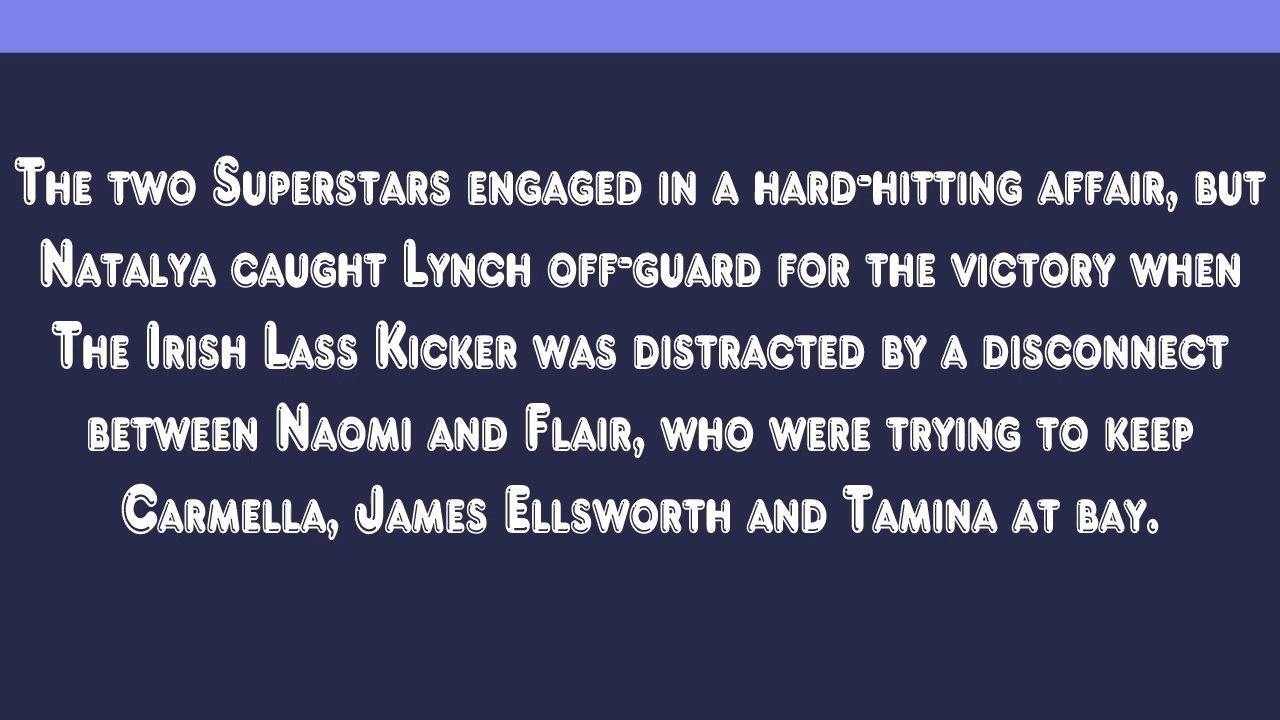 The two Superstars engaged in a hard-hitting affair, but
Natalya caught Lynch off-guard for the victory when
The Irish Lass Kicker was distracted by a disconnect
between Naomi and Flair, who were trying to keep
Carmella, James Ellsworth and Tamina at bay.